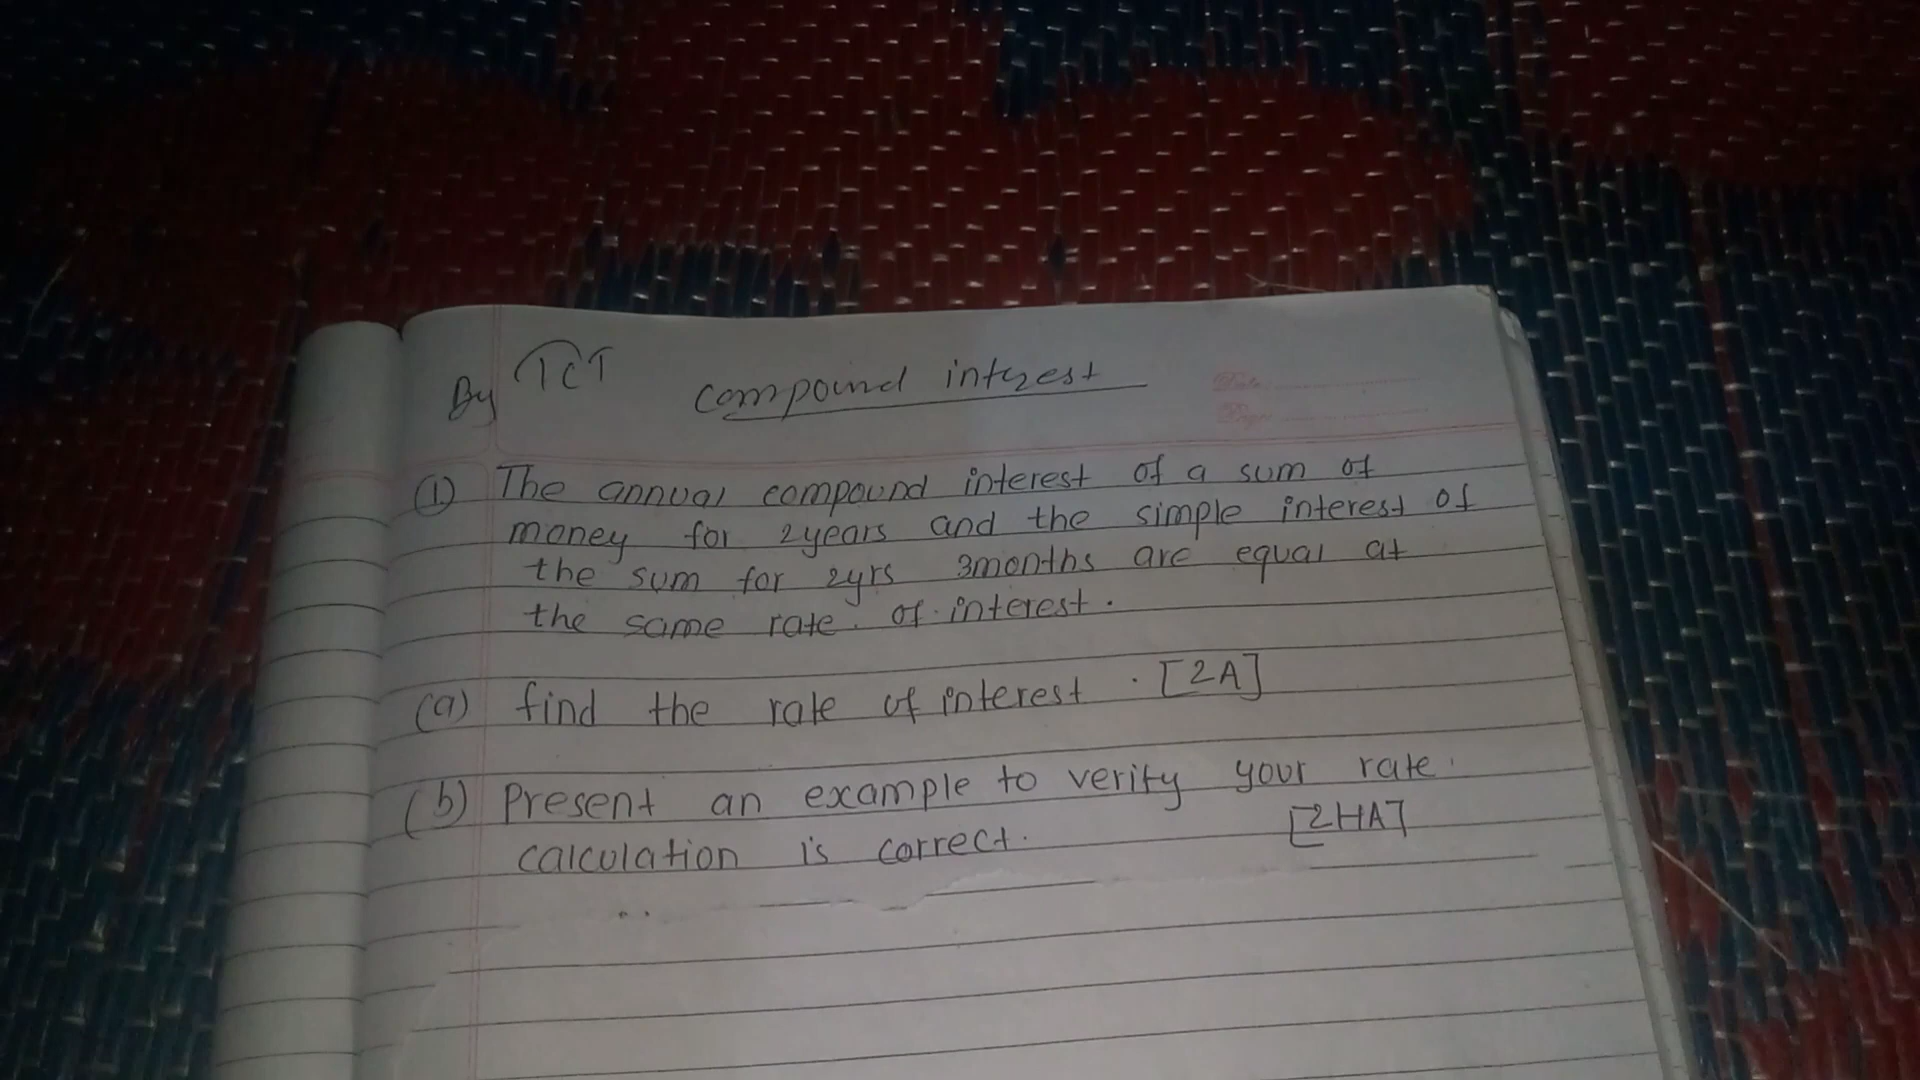 By TCT
compound interest
① The annual compound interest of a sum of
money for 2years and the simple interest of
the sum for 2yrs 3months are equal at
the same rate. of interest.
(a) find the rate of interest. [2A]
(b) Present an example to verify your rate.
calculation is correct. [2HA]